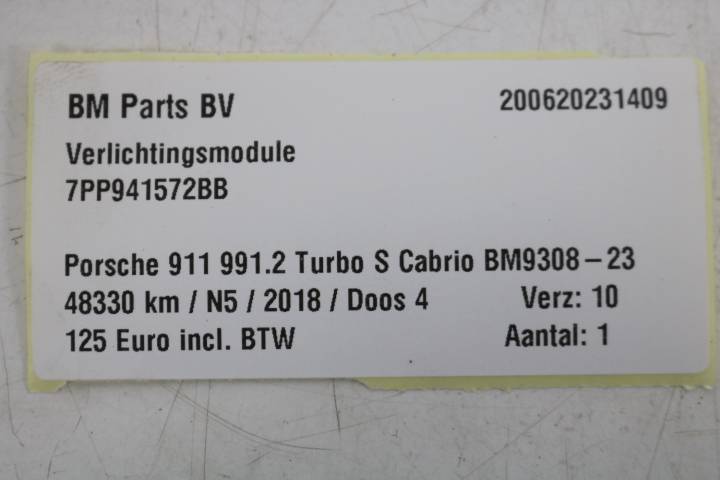 BM Parts BV 200620231409
Verlichtingsmodule
7PP941572BB
Porsche 911 991.2 Turbo S Cabrio BM9308-23
48330 km / N5 / 2018 / Doos 4 Verz: 10
125 Euro incl. BTW Aantal: 1